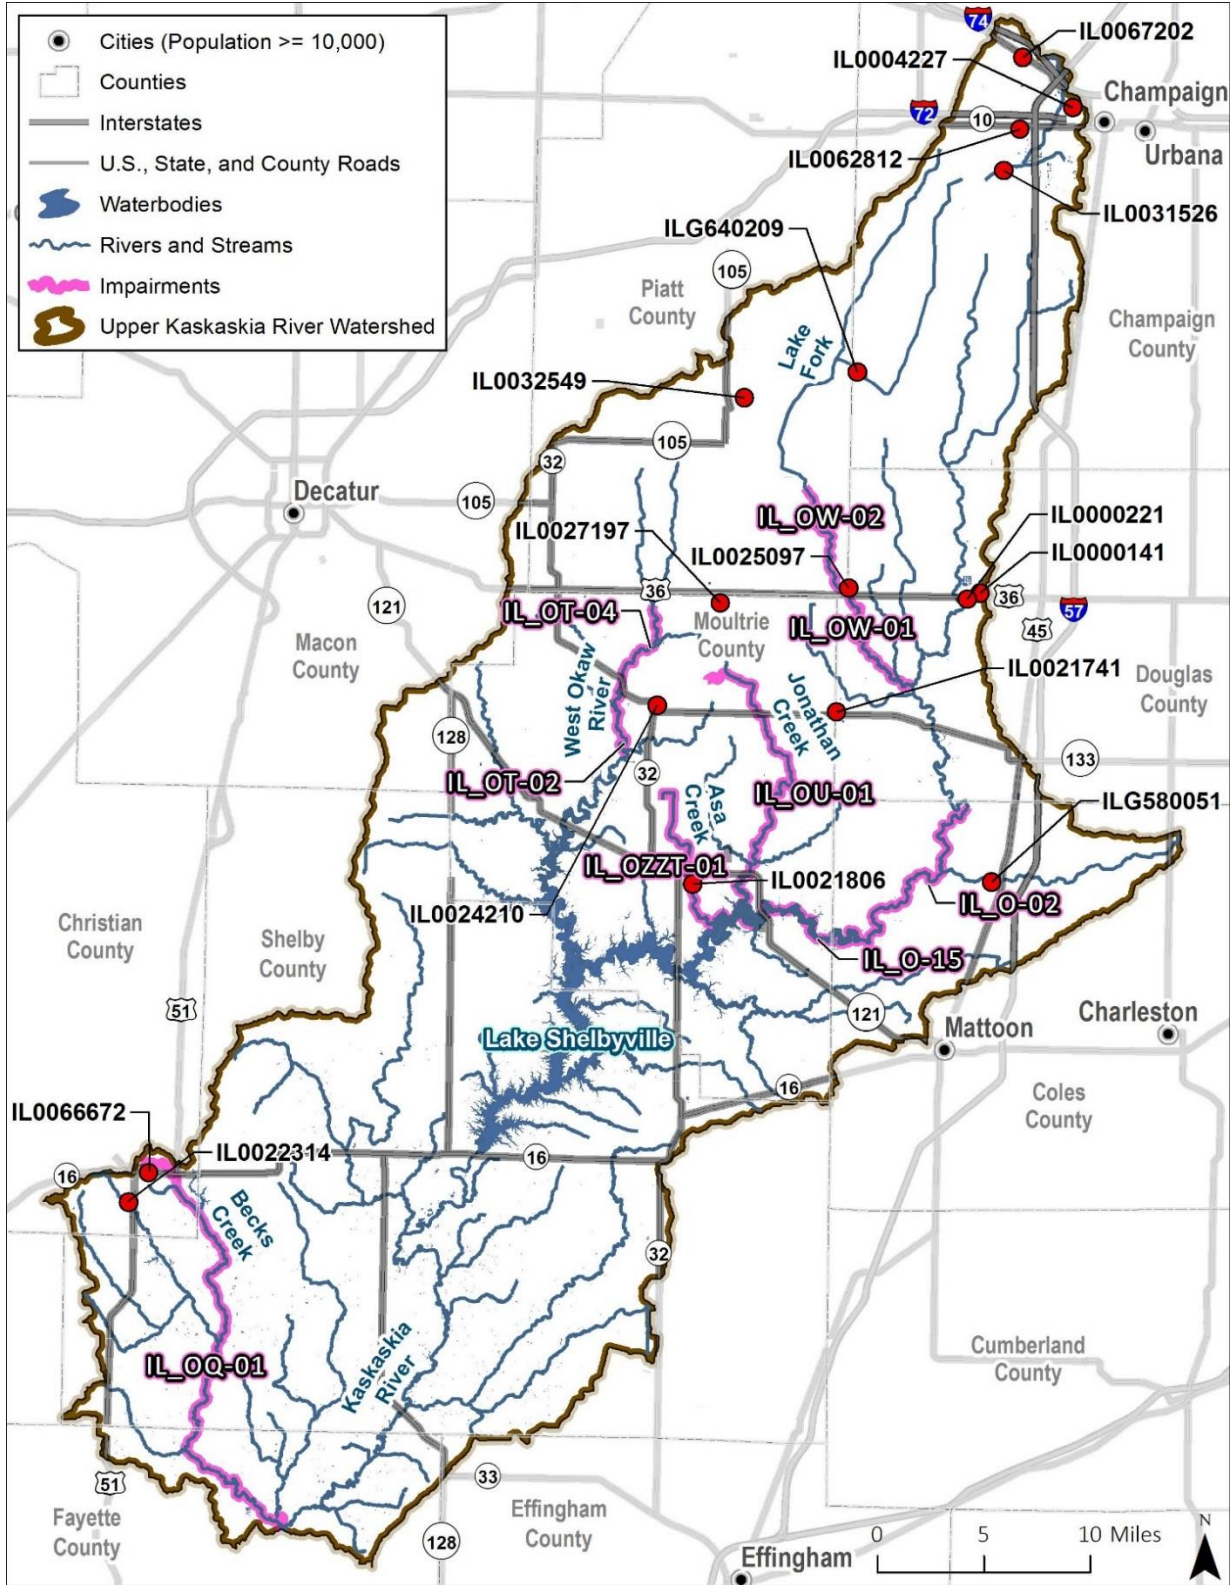 Cities (Population >= 10,000)
Counties
Interstates
U.S., State, and County Roads
Waterbodies
Rivers and Streams
Impairments
Upper Kaskaskia River Watershed
74
IL0067202
IL0004227
Champaign
72
10
IL0062812
Urbana
IL0031526
ILG640209
105
Piatt
County
Champaign
County
Lake
Fork
IL0032549
105
32
Decatur
105
IL_OW-02
IL0000221
IL0027197
IL0025097
IL0000141
36
36
57
121
IL_OT-04
Moultrie
County
IL_OW-01
45
Macon
County
West Okaw
River
IL0021741
Douglas
County
Jonathan
Creek
128
133
32
IL_OT-02
Asa
Creek
IL_OU-01
ILG580051
IL_OZZT-01
IL0021806
IL0024210
IL_O-02
Christian
County
Shelby
County
IL_O-15
51
121
Charleston
Mattoon
Lake Shelbyville
16
Coles
County
IL0066672
IL0022314
16
16
Becks
Creek
32
Cumberland
County
IL_OQ-01
Kaskaskia
River
51
33
Fayette
County
Effingham
County
128
0 5 10 Miles
N
Effingham